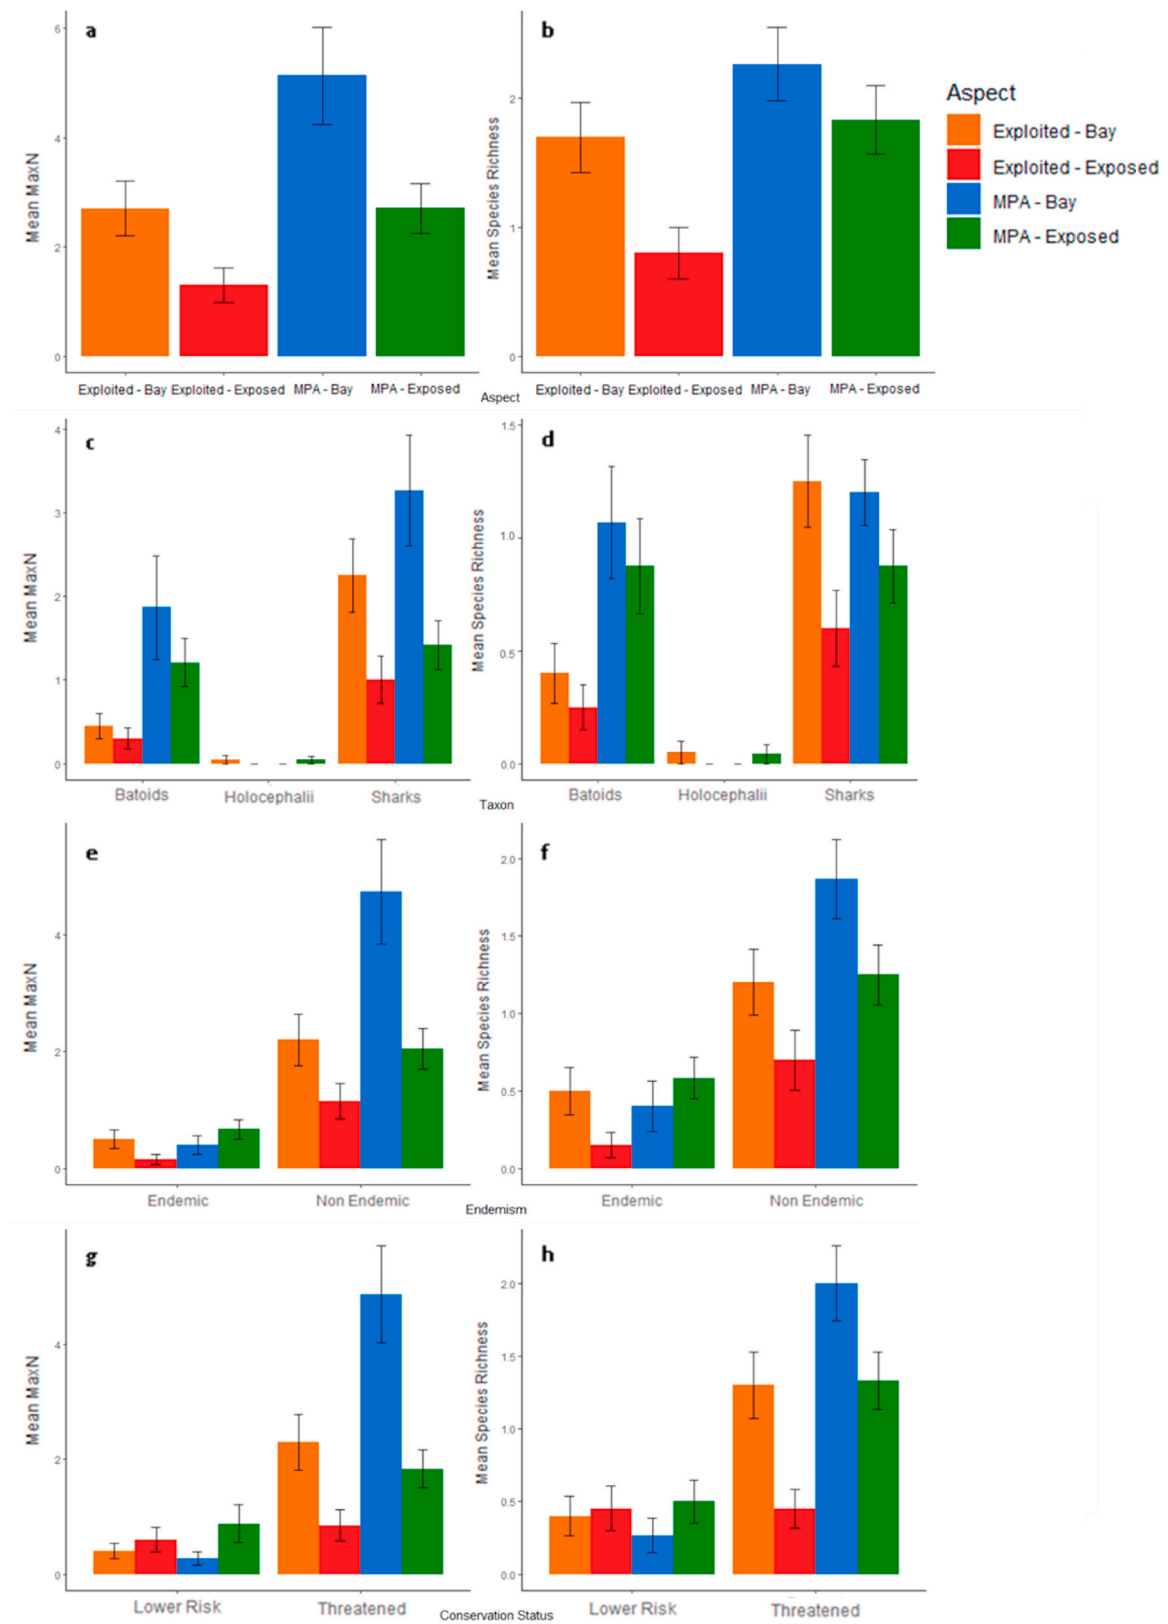 a
6
4
2
0
Mean MaxN
Exploited - Bay Exploited - Exposed MPA - Bay MPA - Exposed
b
2
1
0
Mean Species Richness
Exploited - Bay Exploited - Exposed MPA - Bay MPA - Exposed
Aspect
Aspect
Exploited - Bay
Exploited - Exposed
MPA - Bay
MPA - Exposed
c
4
3
2
1
0
Mean MaxN
Batoids Holocephalii Sharks
d
1.5
1.0
0.5
0.0
Mean Species Richness
Batoids Holocephalii Sharks
Taxon
e
4
2
0
Mean MaxN
Endemic Non Endemic
f
2.0
1.5
1.0
0.5
0.0
Mean Species Richness
Endemic Non Endemic
Endemism
g
4
2
0
Mean MaxN
Lower Risk Threatened
h
2.0
1.5
1.0
0.5
0.0
Mean Species Richness
Lower Risk Threatened
Conservation Status